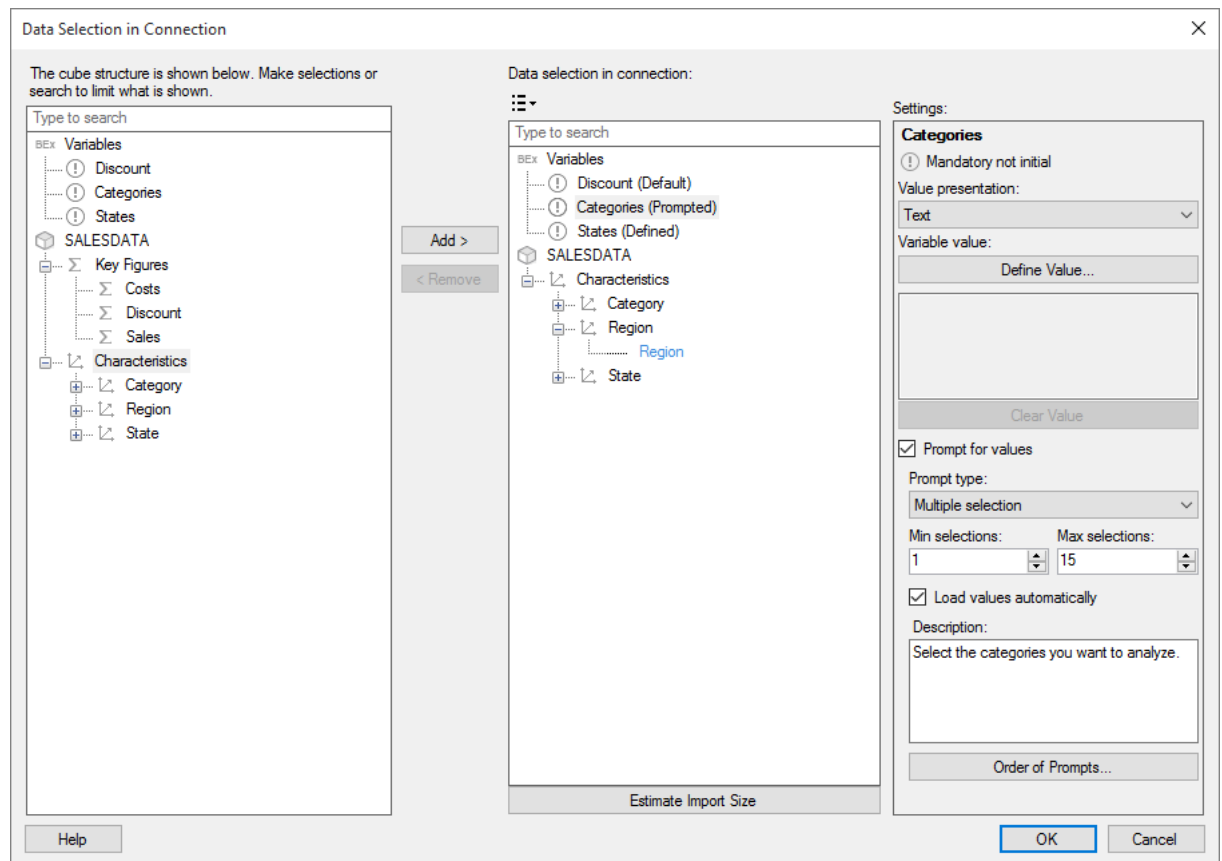 Data Selection in Connection
The cube structure is shown below. Make selections or
search to limit what is shown.
Type to search
BEx Variables
Discount
Categories
States
SALESDATA
Key Figures
Costs
Discount
Sales
Characteristics
Category
Region
State
Add >
< Remove
Data selection in connection:
Type to search
BEx Variables
Discount (Default)
Categories (Prompted)
States (Defined)
SALESDATA
Characteristics
Category
Region
Region
State
Estimate Import Size
Settings:
Categories
Mandatory not initial
Value presentation:
Text
Variable value:
Define Value...
Clear Value
Prompt for values
Prompt type:
Multiple selection
Min selections: Max selections:
1 15
Load values automatically
Description:
Select the categories you want to analyze.
Order of Prompts...
Help
OK
Cancel